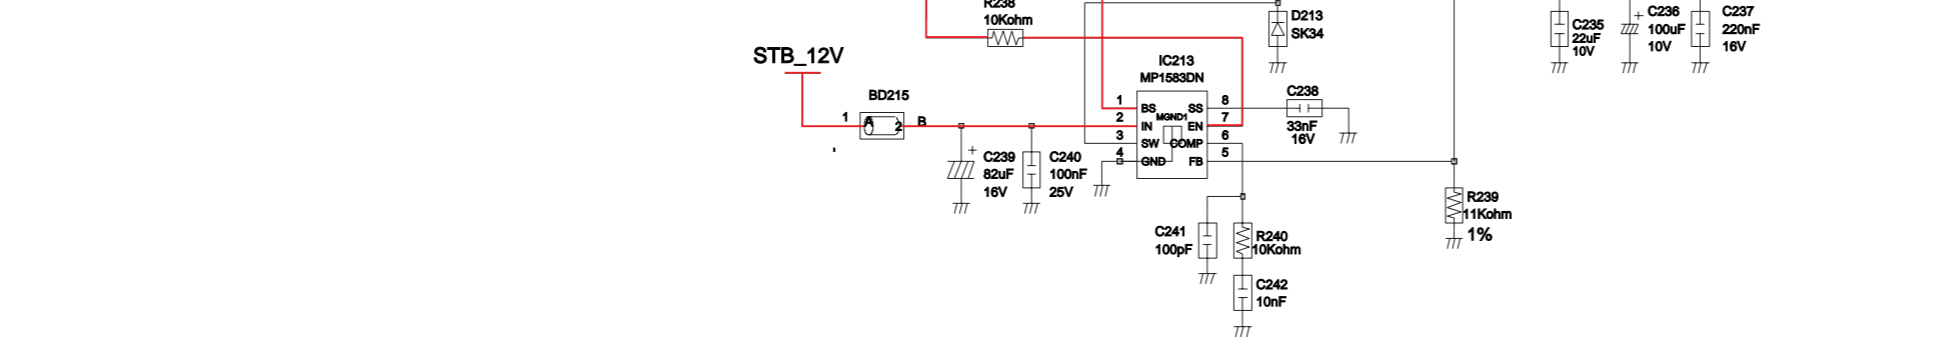 R238
10Kohm
D213
SK34
C235
22uF
10V
+
C236
100uF
10V
C237
220nF
16V
STB_12V
IC213
MP1583DN
BD215
1 A 2 B
1 BS SS 8
MGND1
2 IN EN 7
3 SW COMP 6
4 GND FB 5
C238
33nF
16V
+
C239
82uF
16V
C240
100nF
25V
R239
11Kohm
1%
C241
100pF
R240
10Kohm
C242
10nF